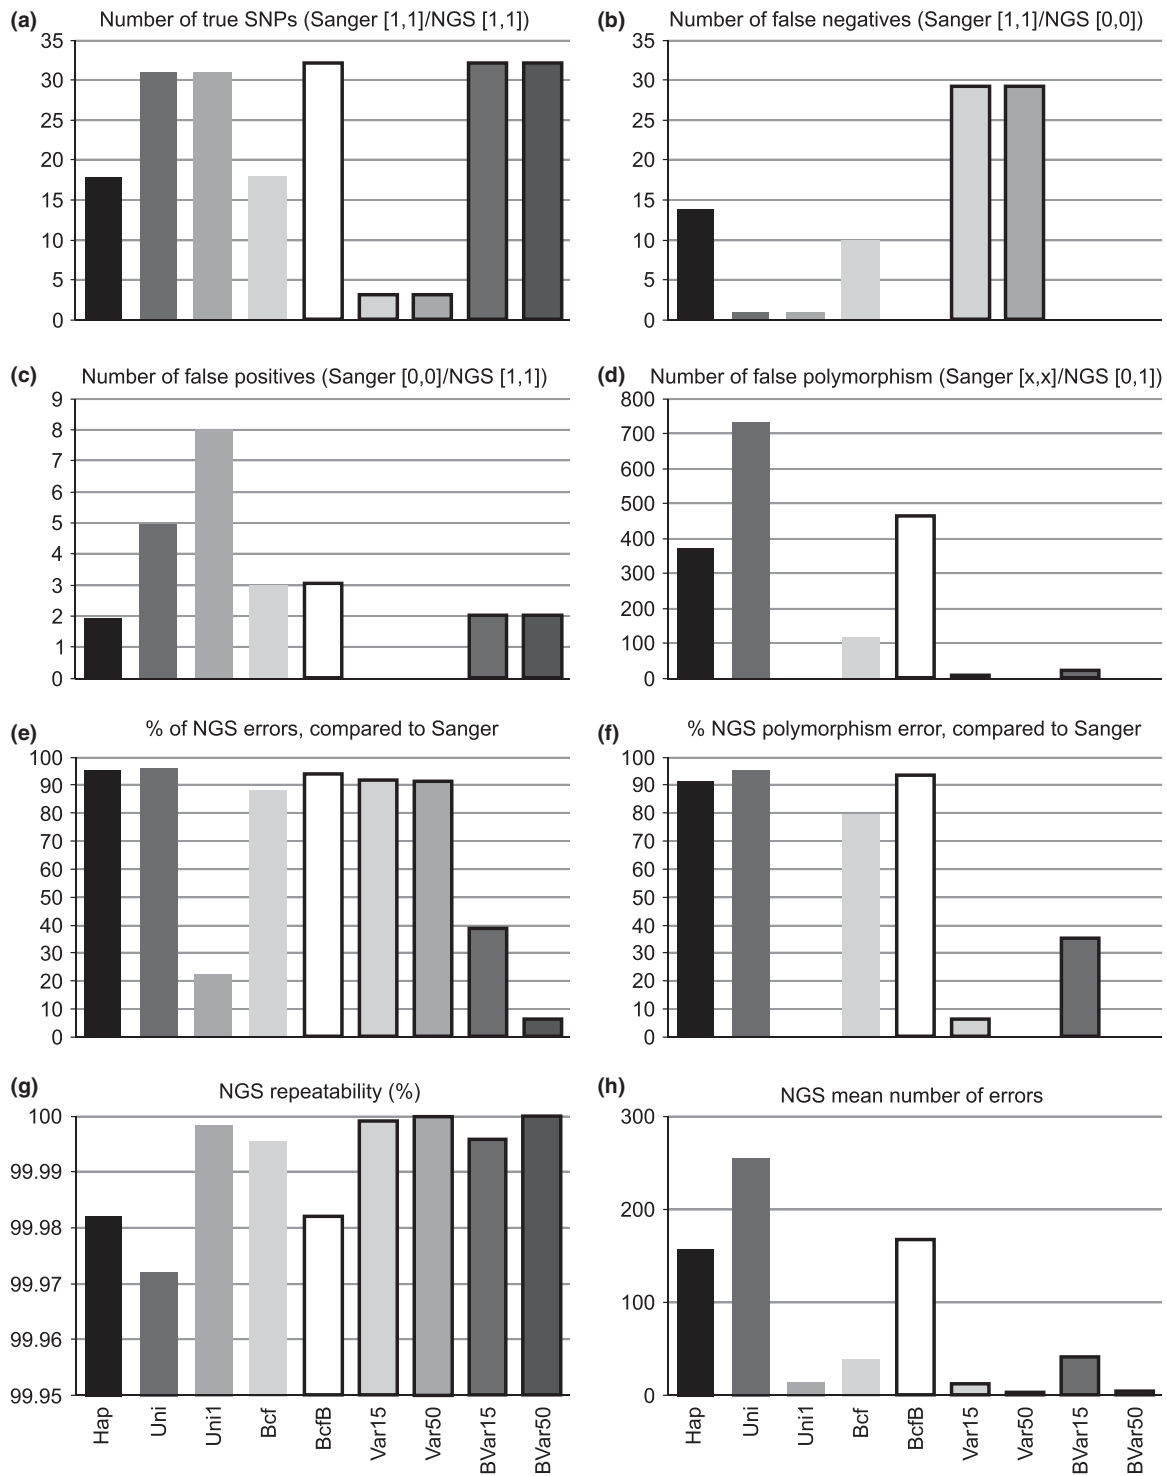 (a) Number of true SNPs (Sanger [1,1]/NGS [1,1])
35
30
25
20
15
10
5
0
(b) Number of false negatives (Sanger [1,1]/NGS [0,0])
35
30
25
20
15
10
5
0
(c) Number of false positives (Sanger [0,0]/NGS [1,1])
9
8
7
6
5
4
3
2
1
0
(d) Number of false polymorphism (Sanger [x,x]/NGS [0,1])
800
700
600
500
400
300
200
100
0
(e) % of NGS errors, compared to Sanger
100
90
80
70
60
50
40
30
20
10
0
(f) % NGS polymorphism error, compared to Sanger
100
90
80
70
60
50
40
30
20
10
0
(g) NGS repeatability (%)
100
99.99
99.98
99.97
99.96
99.95
Hap
Uni
Uni1
Bcf
BcfB
Var15
Var50
BVar15
BVar50
(h) NGS mean number of errors
300
200
100
0
Hap
Uni
Uni1
Bcf
BcfB
Var15
Var50
BVar15
BVar50